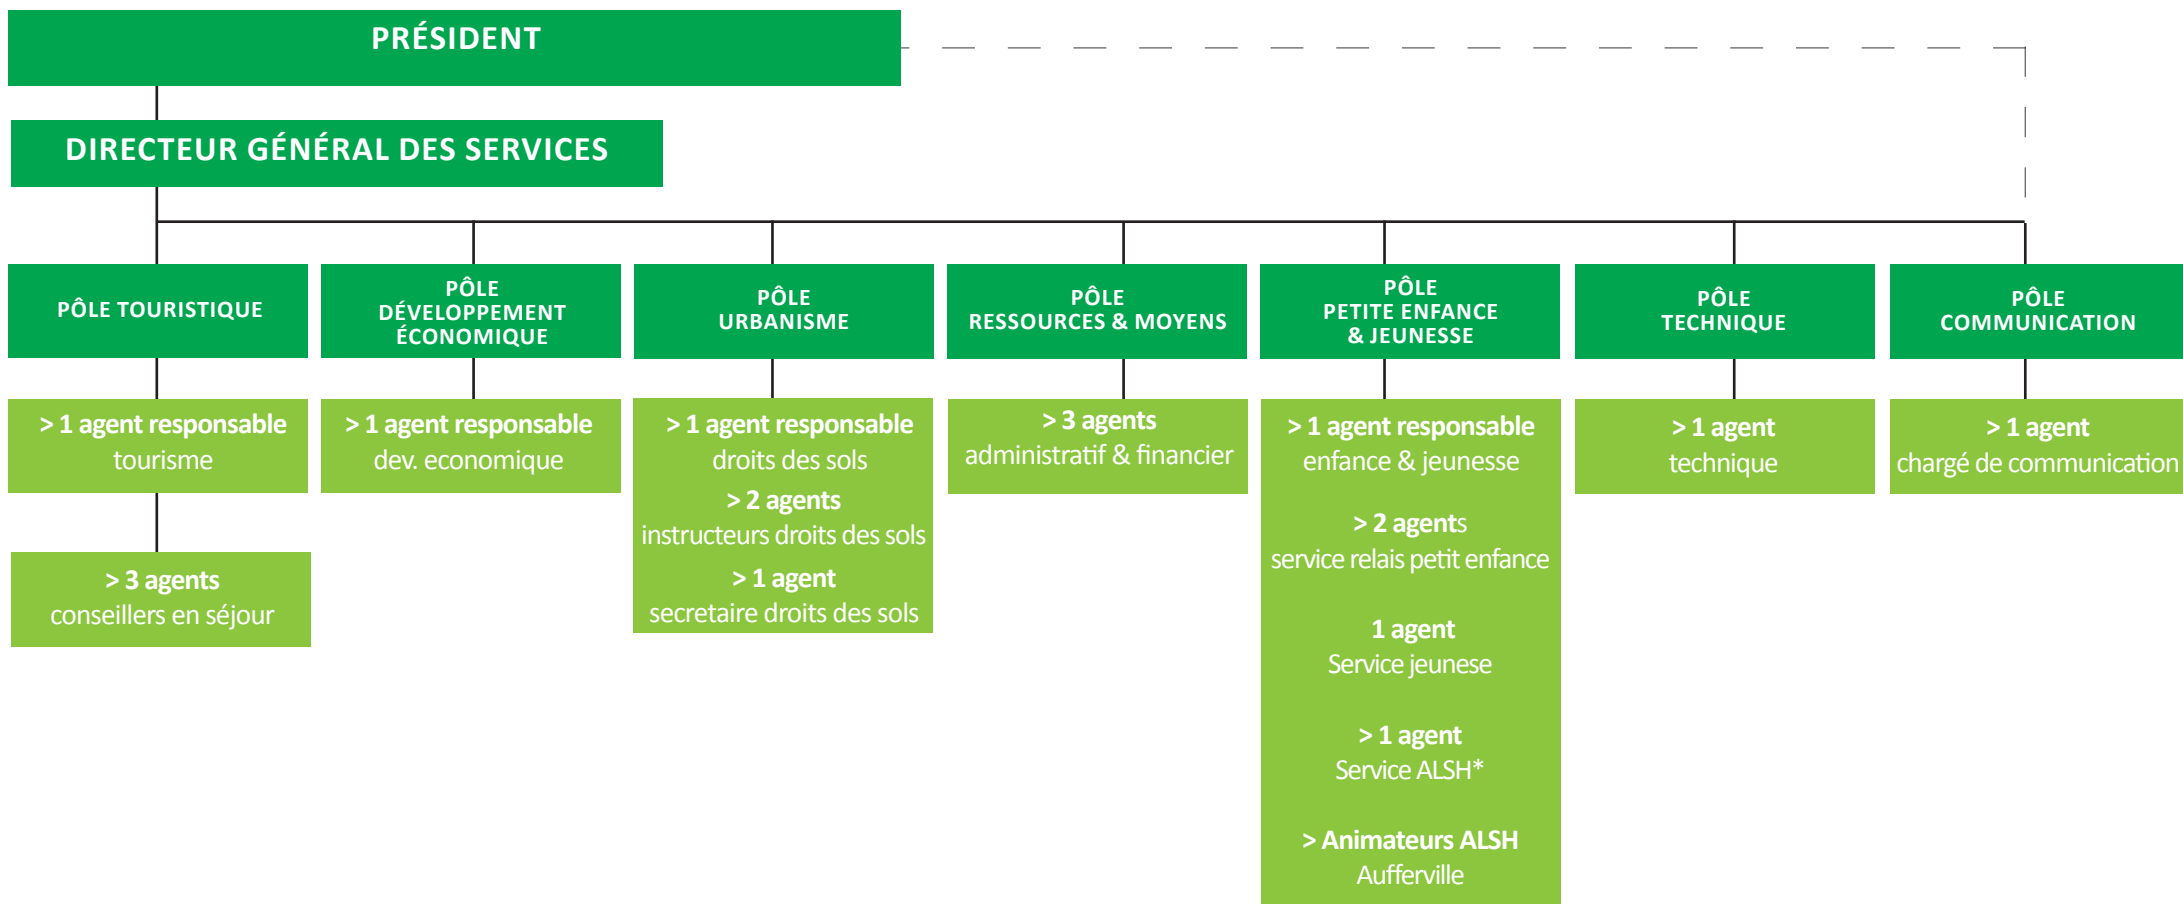 PRÉSIDENT
DIRECTEUR GÉNÉRAL DES SERVICES
PÔLE TOURISTIQUE
PÔLE
DÉVELOPPEMENT
ÉCONOMIQUE
PÔLE
URBANISME
PÔLE
RESSOURCES & MOYENS
PÔLE
PETITE ENFANCE
& JEUNESSE
PÔLE
TECHNIQUE
PÔLE
COMMUNICATION
> 1 agent responsable
tourisme
> 3 agents
conseillers en séjour
> 1 agent responsable
dev. economique
> 1 agent responsable
droits des sols
> 2 agents
instructeurs droits des sols
> 1 agent
secretaire droits des sols
> 3 agents
administratif & financier
> 1 agent responsable
enfance & jeunesse
> 2 agents
service relais petit enfance
1 agent
Service jeunese
> 1 agent
Service ALSH*
> Animateurs ALSH
Aufferville
> 1 agent
technique
> 1 agent
chargé de communication